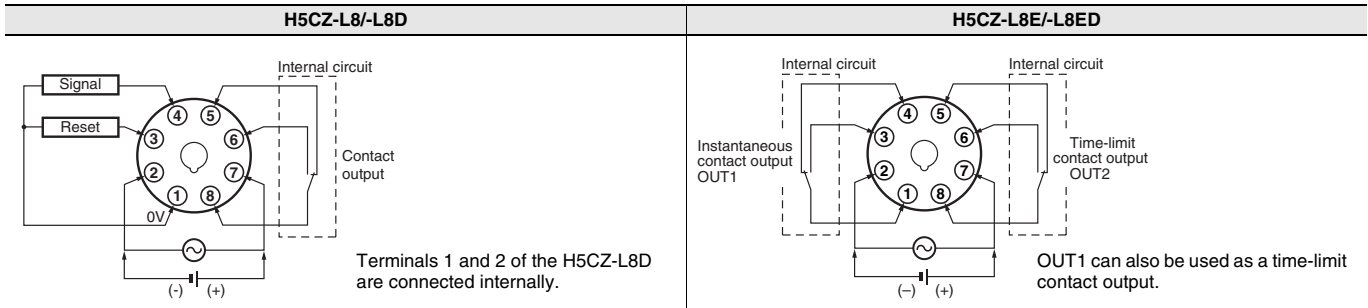 H5CZ-L8/-L8D
Signal
Reset
Internal circuit
4 5
3 6
2 7
1 8
0V
Contact
output
(-) (+)
Terminals 1 and 2 of the H5CZ-L8D
are connected internally.
H5CZ-L8E/-L8ED
Internal circuit
Internal circuit
4 5
3 6
2 7
1 8
Instantaneous
contact output
OUT1
Time-limit
contact output
OUT2
(–) (+)
OUT1 can also be used as a time-limit
contact output.